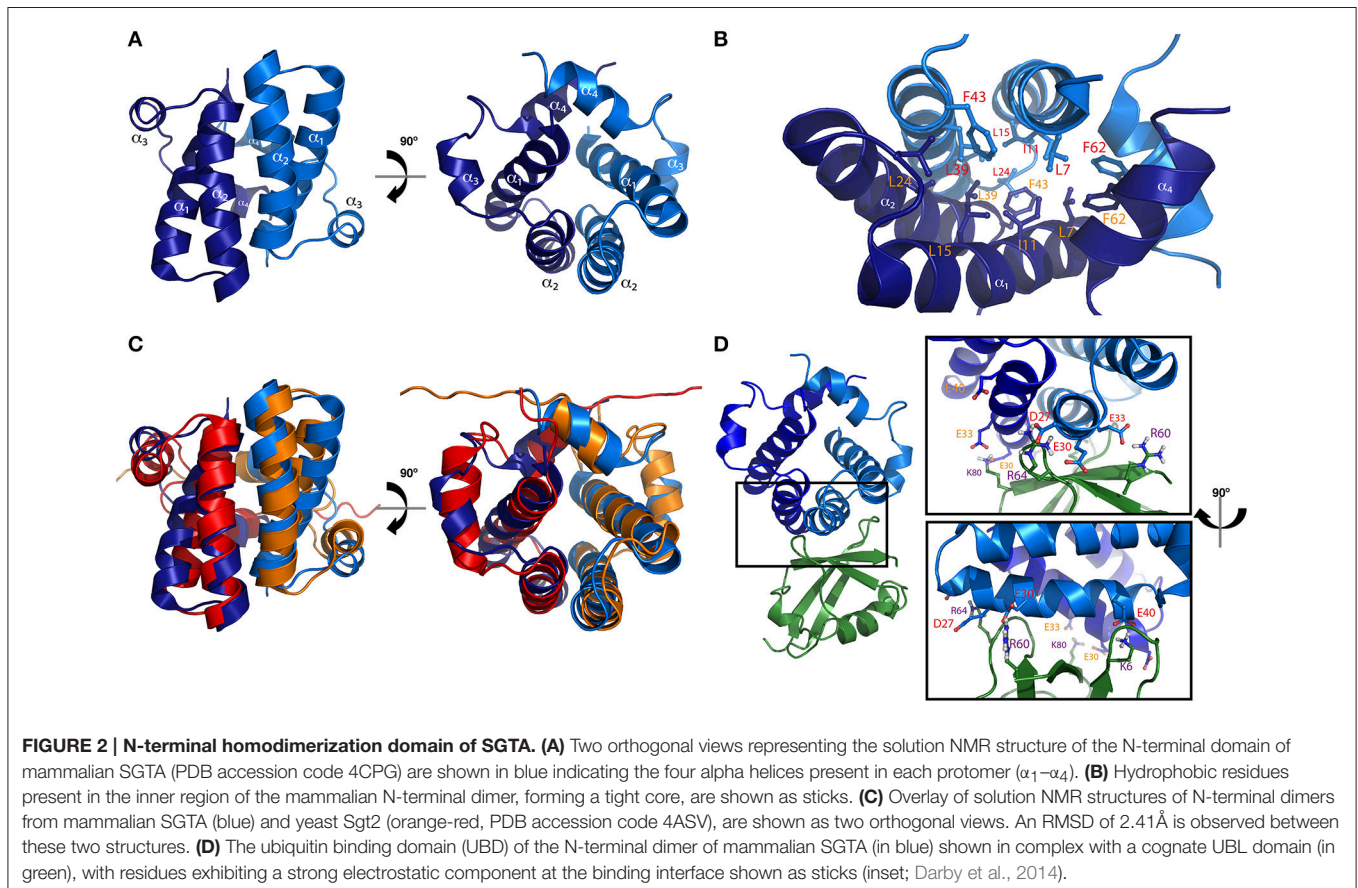 A
α3
α1
α2
α4
α4
α2
α1
α3
90º
α4
α4
α3
α1
α1
α3
α2
α2
B
F43
L15
I11
L7
F62
L39
L24
L24
α2
L39
F43
L15
I11
L7
F62
α4
α1
C
90º
D
E40
D27
E33
E33
R60
E30
K80
E30
R64
90º
E30
R64
D27
E40
R60
E33
K80
E30
K6
FIGURE 2 | N-terminal homodimerization domain of SGTA. (A) Two orthogonal views representing the solution NMR structure of the N-terminal domain of
mammalian SGTA (PDB accession code 4CPG) are shown in blue indicating the four alpha helices present in each protomer (α1–α4). (B) Hydrophobic residues
present in the inner region of the mammalian N-terminal dimer, forming a tight core, are shown as sticks. (C) Overlay of solution NMR structures of N-terminal dimers
from mammalian SGTA (blue) and yeast Sgt2 (orange-red, PDB accession code 4ASV), are shown as two orthogonal views. An RMSD of 2.41Å is observed between
these two structures. (D) The ubiquitin binding domain (UBD) of the N-terminal dimer of mammalian SGTA (in blue) shown in complex with a cognate UBL domain (in
green), with residues exhibiting a strong electrostatic component at the binding interface shown as sticks (inset; Darby et al., 2014).